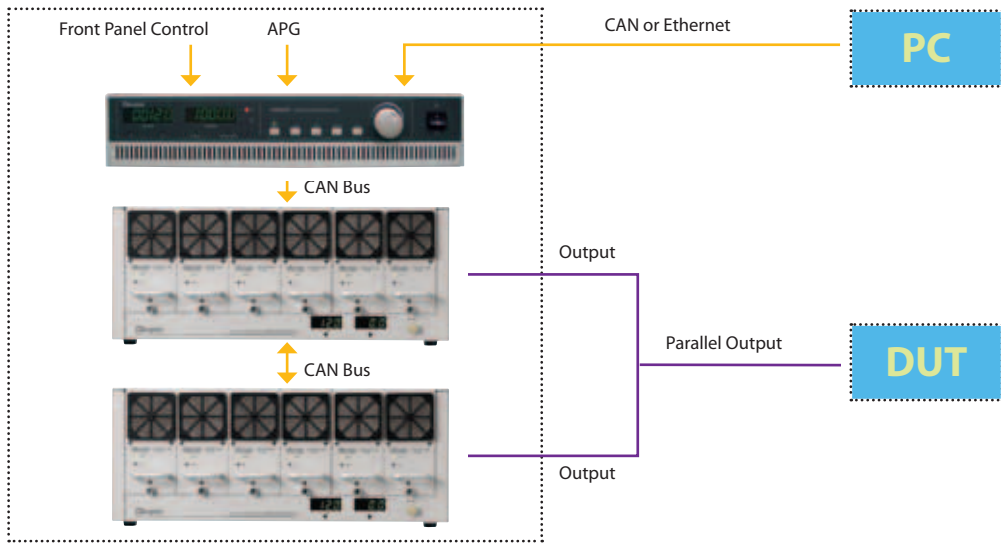 Front Panel Control
APG
CAN or Ethernet
PC
CAN Bus
Output
Parallel Output
DUT
CAN Bus
Output